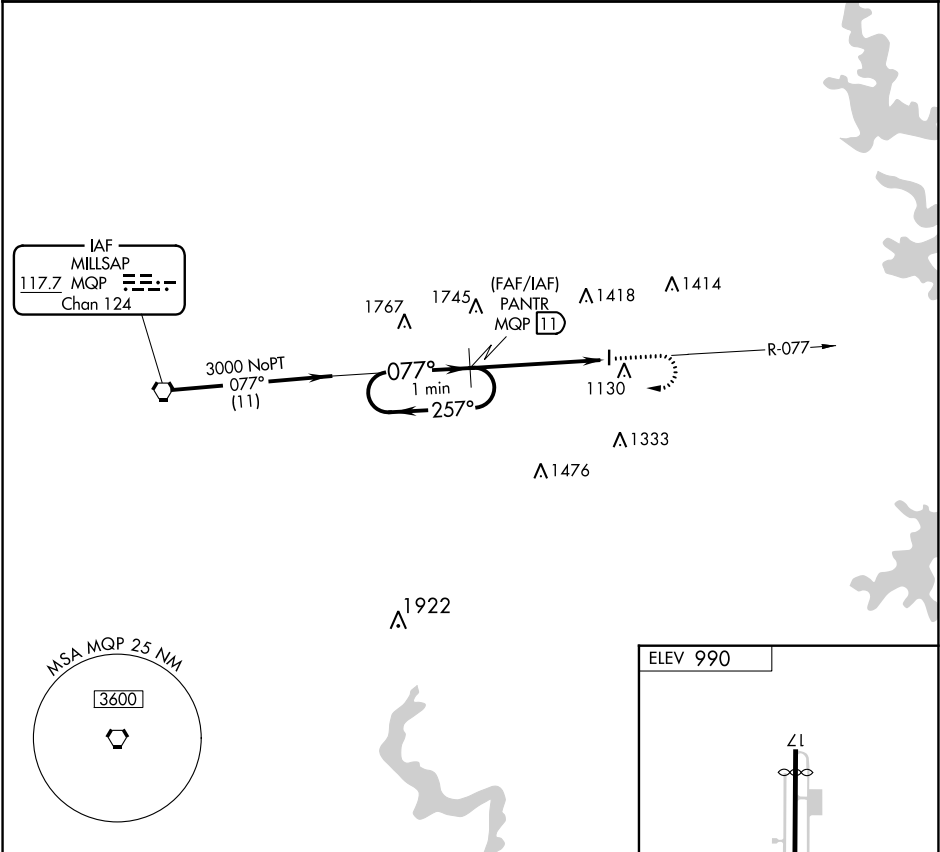 IAF
MILLSAP
117.7 MQP
Chan 124
3000 NoPT
077°
(11)
1767
1745
(FAF/IAF)
PANTR
MQP 11
1418
1414
077°
1 min
257°
R-077
1130
1333
1476
1922
MSA MQP 25 NM
3600
ELEV 990
17